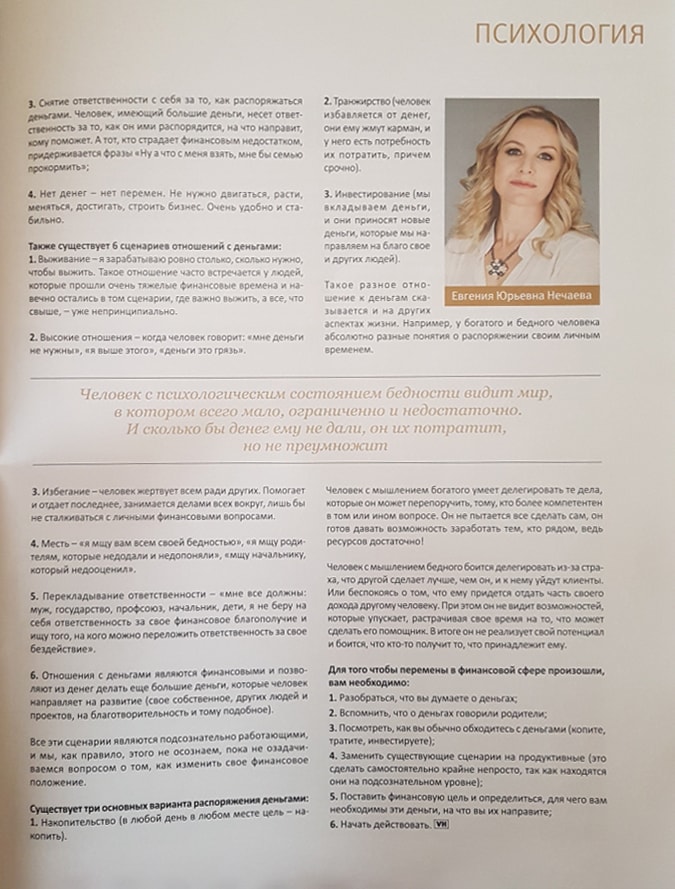 ПСИХОЛОГИЯ
3. Снятие ответственности с себя за то, как распоряжаться
деньгами. Человек, имеющий большие деньги, несет ответ-
ственность за то, как он ими распорядится, на что направит,
кому поможет. А тот, кто страдает финансовым недостатком,
придерживается фразы «Ну а что с меня взять, мне бы семью
прокормить»;
4. Нет денег – нет перемен. Не нужно двигаться, расти,
меняться, достигать, строить бизнес. Очень удобно и ста-
бильно.
Также существует 6 сценариев отношений с деньгами:
1. Выживание – я зарабатываю ровно столько, сколько нужно,
чтобы выжить. Такое отношение часто встречается у людей,
которые прошли очень тяжелые финансовые времена и на-
вечно остались в том сценарии, где важно выжить, а все, что
свыше, – уже непринципиально.
2. Высокие отношения – когда человек говорит: «мне деньги
не нужны», «я выше этого», «деньги это грязь».
2. Транжирство (человек
избавляется от денег,
они ему жмут карман, и
у него есть потребность
их потратить, причем
срочно).
3. Инвестирование (мы
вкладываем деньги,
и они приносят новые
деньги, которые мы на-
правляем на благо свое
и других людей).
Такое разное отно-
шение к деньгам ска-
зывается и на других
аспектах жизни. Например, у богатого и бедного человека
абсолютно разные понятия о распоряжении своим личным
временем.
Евгения Юрьевна Нечаева
Человек с психологическим состоянием бедности видит мир,
в котором всего мало, ограниченно и недостаточно.
И сколько бы денег ему не дали, он их потратит,
но не преумножит
3. Избегание – человек жертвует всем ради других. Помогает
и отдает последнее, занимается делами всех вокруг, лишь бы
не сталкиваться с личными финансовыми вопросами.
4. Месть – «я мщу вам всем своей бедностью», «я мщу роди-
телям, которые недодали и недопоняли», «мщу начальнику,
который недооценил».
5. Перекладывание ответственности – «мне все должны:
муж, государство, профсоюз, начальник, дети, я не беру на
себя ответственность за свое финансовое благополучие и
ищу того, на кого можно переложить ответственность за свое
бездействие».
6. Отношения с деньгами являются финансовыми и позво-
ляют из денег делать еще большие деньги, которые человек
направляет на развитие (свое собственное, других людей и
проектов, на благотворительность и тому подобное).
Все эти сценарии являются подсознательно работающими,
и мы, как правило, этого не осознаем, пока не озадачи-
ваемся вопросом о том, как изменить свое финансовое
положение.
Существует три основных варианта распоряжения деньгами:
1. Накопительство (в любой день в любом месте цель – на-
копить).
Человек с мышлением богатого умеет делегировать те дела,
которые он может перепоручить, тому, кто более компетентен
в том или ином вопросе. Он не пытается все сделать сам, он
готов давать возможность заработать тем, кто рядом, ведь
ресурсов достаточно!
Человек с мышлением бедного боится делегировать из-за стра-
ха, что другой сделает лучше, чем он, и к нему уйдут клиенты.
Или беспокоясь о том, что ему придется отдать часть своего
дохода другому человеку. При этом он не видит возможностей,
которые упускает, растрачивая свое время на то, что может
сделать его помощник. В итоге он не реализует свой потенциал
и боится, что кто-то получит то, что принадлежит ему.
Для того чтобы перемены в финансовой сфере произошли,
вам необходимо:
1. Разобраться, что вы думаете о деньгах;
2. Вспомнить, что о деньгах говорили родители;
3. Посмотреть, как вы обычно обходитесь с деньгами (копите,
тратите, инвестируете);
4. Заменить существующие сценарии на продуктивные (это
сделать самостоятельно крайне непросто, так как находятся
они на подсознательном уровне);
5. Поставить финансовую цель и определиться, для чего вам
необходимы эти деньги, на что вы их направите;
6. Начать действовать. VH